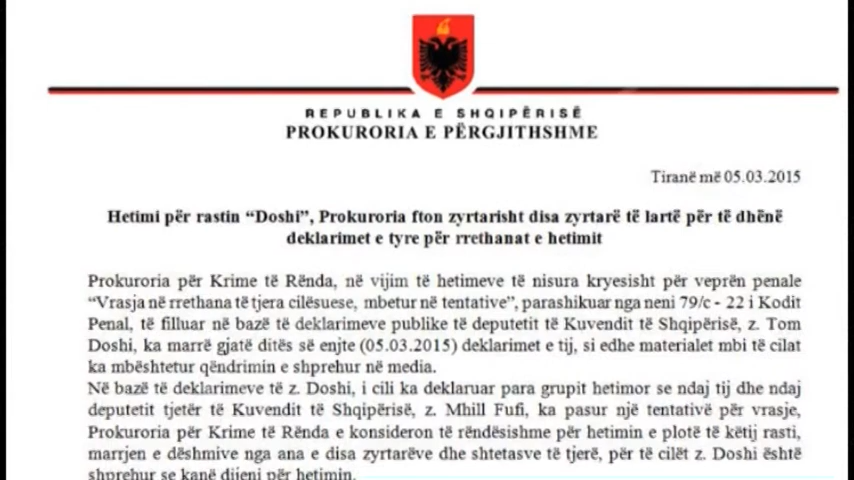 REPUBLIKA E SHQIPËRISË
PROKURORIA E PËRGJITHSHME
Tiranë më 05.03.2015
Hetimi për rastin “Doshi”, Prokuroria fton zyrtarisht disa zyrtarë të lartë për të dhënë
deklarimet e tyre për rrethanat e hetimit
Prokuroria për Krime të Rënda, në vijim të hetimeve të nisura kryesisht për veprën penale
“Vrasja në rrethana të tjera cilësuese, mbetur në tentative”, parashikuar nga neni 79/c - 22 i Kodit
Penal, të filluar në bazë të deklarimeve publike të deputetit të Kuvendit të Shqipërisë, z. Tom
Doshi, ka marrë gjatë ditës së enjte (05.03.2015) deklarimet e tij, si edhe materialet mbi të cilat
ka mbështetur qëndrimin e shprehur në media.
Në bazë të deklarimeve të z. Doshi, i cili ka deklaruar para grupit hetimor se ndaj tij dhe ndaj
deputetit tjetër të Kuvendit të Shqipërisë, z. Mhill Fufi, ka pasur një tentativë për vrasje,
Prokuroria për Krime të Rënda e konsideron të rëndësishme për hetimin e plotë të këtij rasti,
marrjen e dëshmive nga ana e disa zyrtarëve dhe shtetasve të tjerë, për të cilët z. Doshi është
shprehur se kanë dijeni për hetimin.